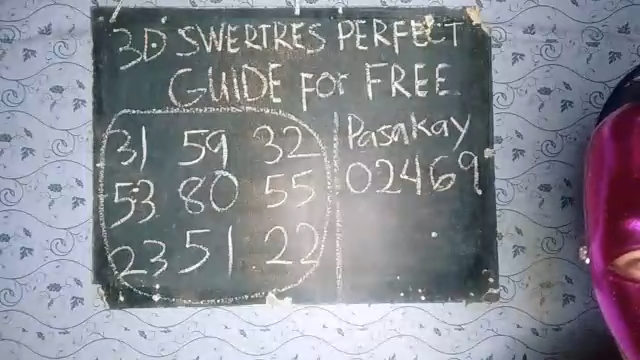 3D SWERTRES PERFECT
GUIDE for FREE
31 59 32
53 80 55
23 51 22
Pasakay
02469